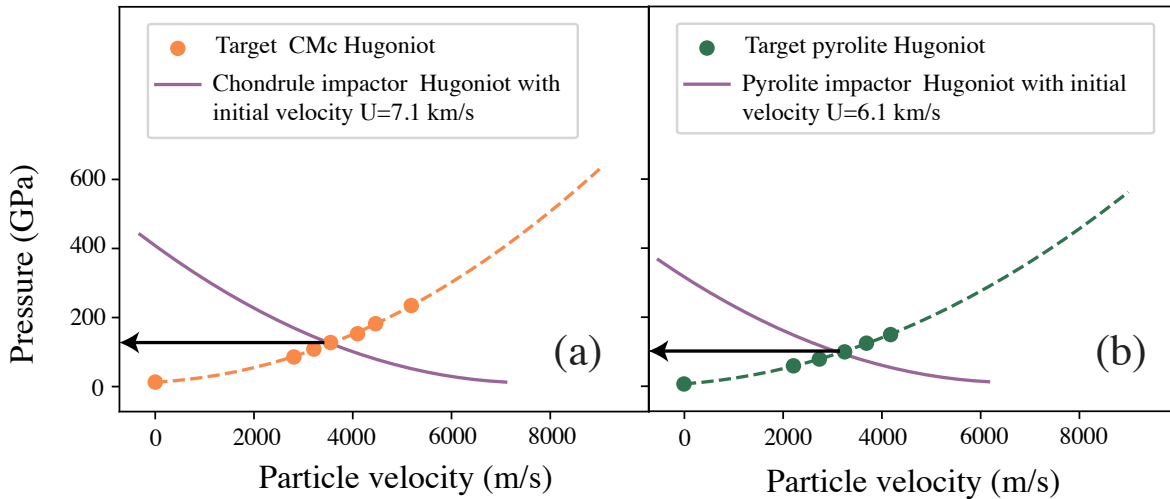 Target CMc Hugoniot
Chondrule impactor Hugoniot with
initial velocity U=7.1 km/s
Target pyrolite Hugoniot
Pyrolite impactor Hugoniot with initial
velocity U=6.1 km/s
Pressure (GPa)
600
400
200
0
(a)
(b)
0 2000 4000 6000 8000
0 2000 4000 6000 8000
Particle velocity (m/s)
Particle velocity (m/s)